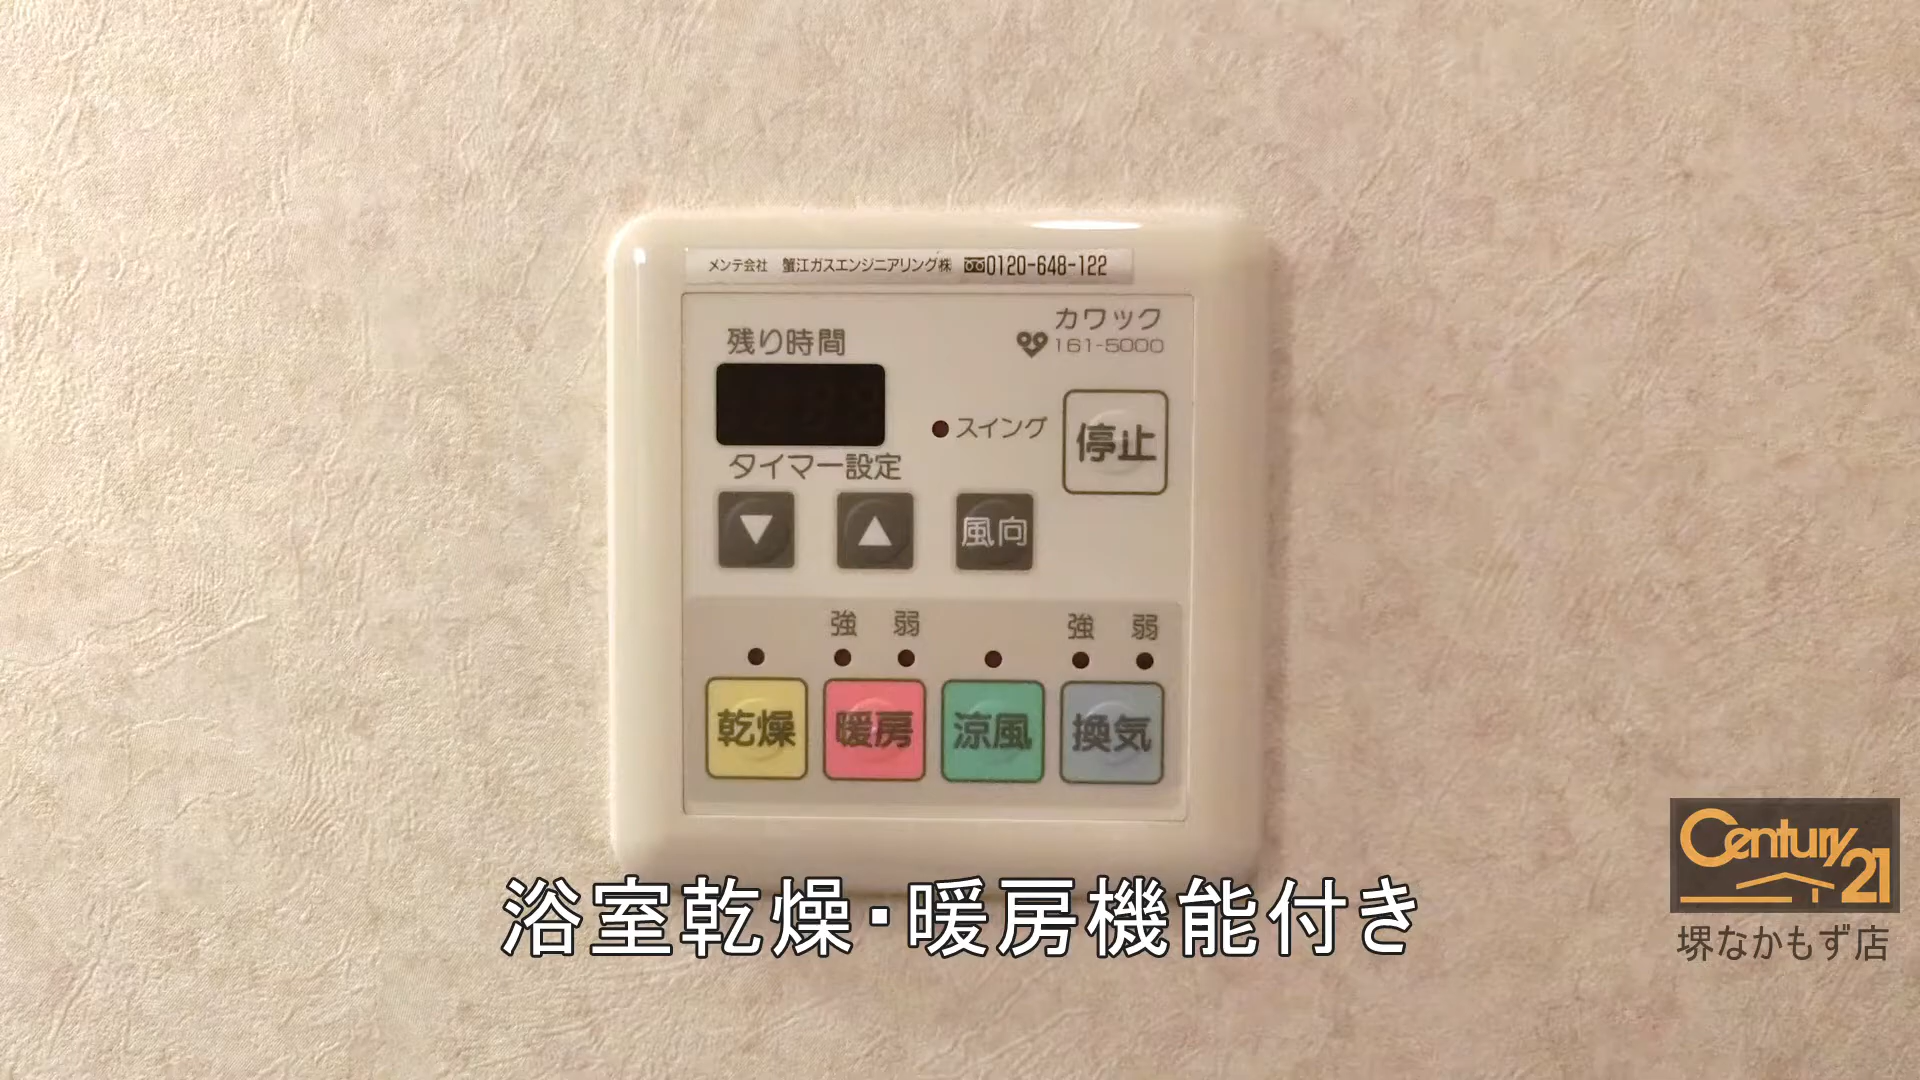 メンテ会社 蟹江ガスエンジニアリング㈱ 0120-648-122
カワック
161-5000
残り時間
スイング
停止
タイマー設定
▼ ▲ 風向
強 弱 強 弱
乾燥 暖房 涼風 換気
浴室乾燥・暖房機能付き
Century 21
堺なかもず店